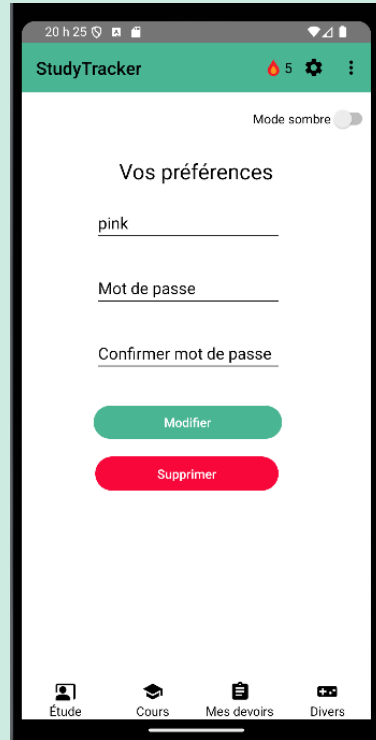 20 h 25
StudyTracker 5
Mode sombre
Vos préférences
pink
Mot de passe
Confirmer mot de passe
Modifier
Supprimer
Étude Cours Mes devoirs Divers